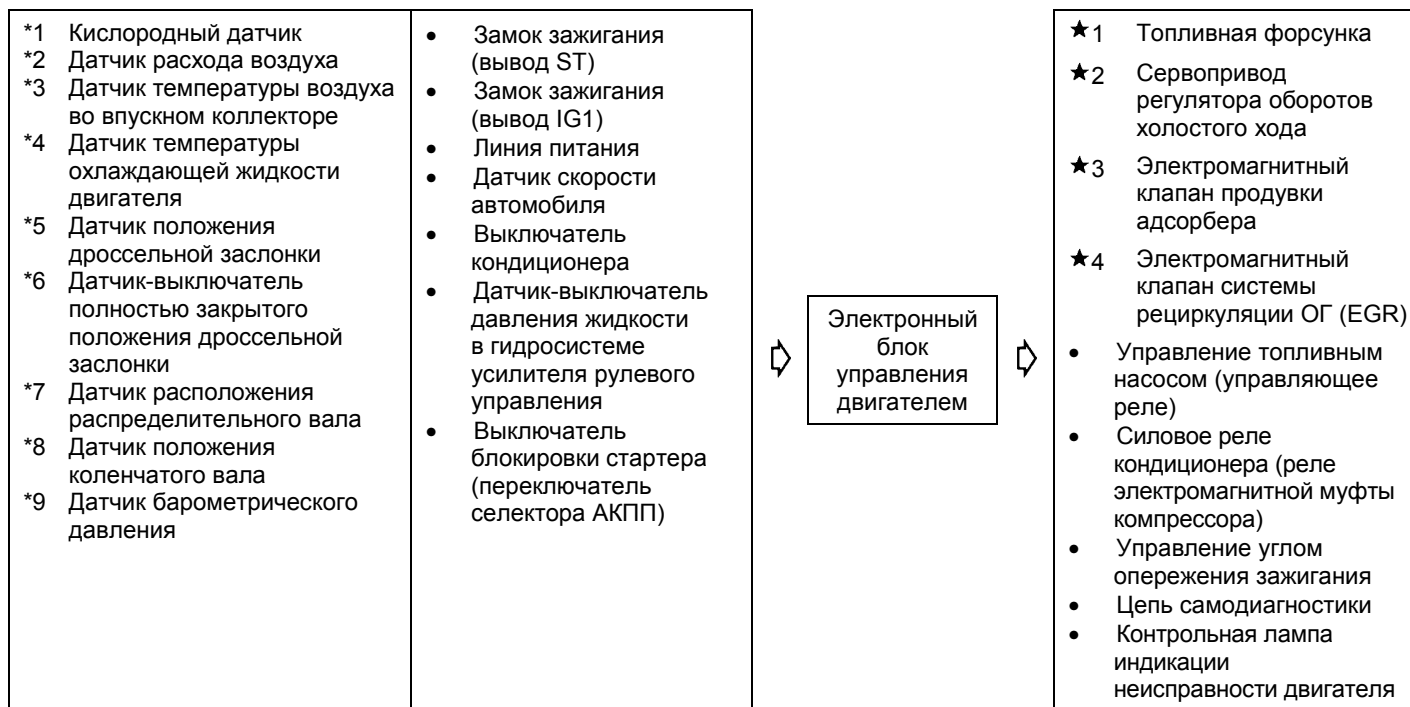 *1 Кислородный датчик
*2 Датчик расхода воздуха
*3 Датчик температуры воздуха
во впускном коллекторе
*4 Датчик температуры
охлаждающей жидкости
двигателя
*5 Датчик положения
дроссельной заслонки
*6 Датчик-выключатель
полностью закрытого
положения дроссельной
заслонки
*7 Датчик расположения
распределительного вала
*8 Датчик положения
коленчатого вала
*9 Датчик барометрического
давления
• Замок зажигания
(вывод ST)
• Замок зажигания
(вывод IG1)
• Линия питания
• Датчик скорости
автомобиля
• Выключатель
кондиционера
• Датчик-выключатель
давления жидкости
в гидросистеме
усилителя рулевого
управления
• Выключатель
блокировки стартера
(переключатель
селектора АКПП)
Электронный
блок
управления
двигателем
★1 Топливная форсунка
★2 Сервопривод
регулятора оборотов
холостого хода
★3 Электромагнитный
клапан продувки
адсорбера
★4 Электромагнитный
клапан системы
рециркуляции ОГ (EGR)
• Управление топливным
насосом (управляющее
реле)
• Силовое реле
кондиционера (реле
электромагнитной муфты
компрессора)
• Управление углом
опережения зажигания
• Цепь самодиагностики
• Контрольная лампа
индикации
неисправности двигателя